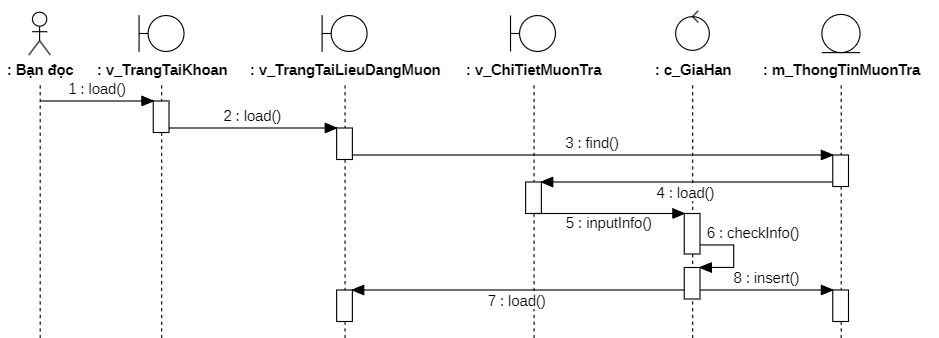 : Bạn đọc
: v_TrangTaiKhoan
: v_TrangTaiLieuDangMuon
: v_ChiTietMuonTra
: c_GiaHan
: m_ThongTinMuonTra
1 : load()
2 : load()
3 : find()
4 : load()
5 : inputInfo()
6 : checkInfo()
8 : insert()
7 : load()